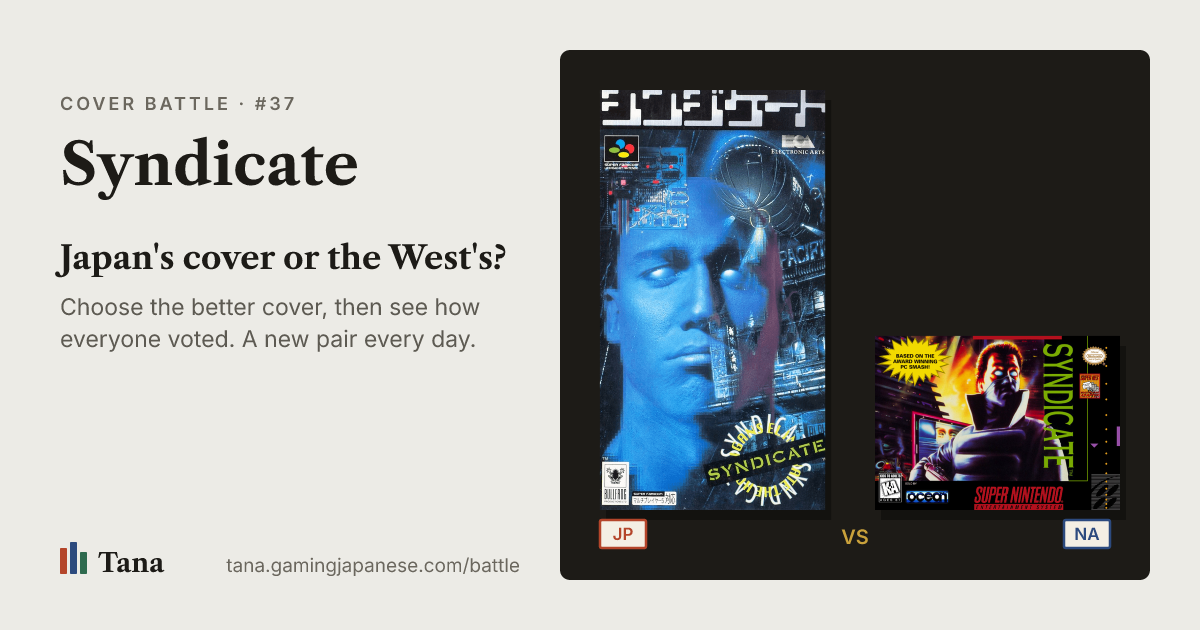 COVER BATTLE · #37
Syndicate
Japan's cover or the West's?
Choose the better cover, then see how
everyone voted. A new pair every day.
Tana
tana.gamingjapanese.com/battle
シンジケート
ELECTRONIC ARTS
PACIFI
SYNDICATE
BULLFROG
JP
VS
BASED ON THE
AWARD WINNING
PC SMASH!
SYNDICATE
ocean
SUPER NINTENDO
ENTERTAINMENT SYSTEM
NA